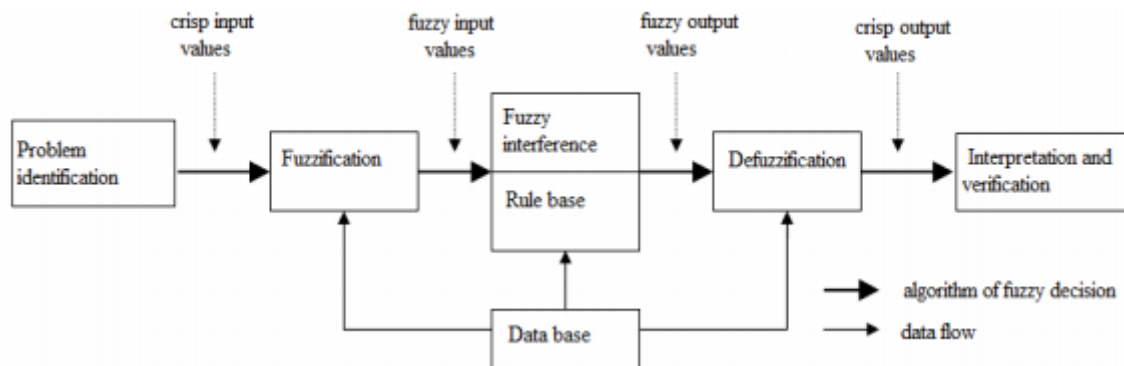 crisp input
values
fuzzy input
values
fuzzy output
values
crisp output
values
Problem
identification
Fuzzification
Fuzzy
interference
Rule base
Defuzzification
Interpretation and
verification
Data base
algorithm of fuzzy decision
data flow